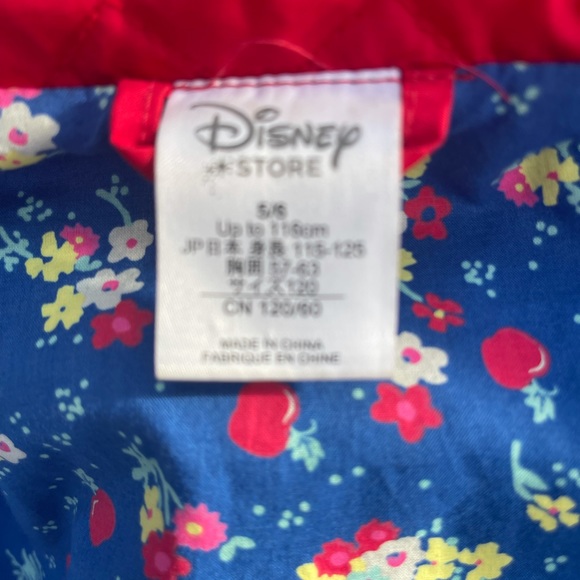 Disney
STORE
5/6
Up to 116cm
JP日本 身長 115-125
胸囲 57-63
サイズ120
CN 120/60
MADE IN CHINA
FABRIQUE EN CHINE